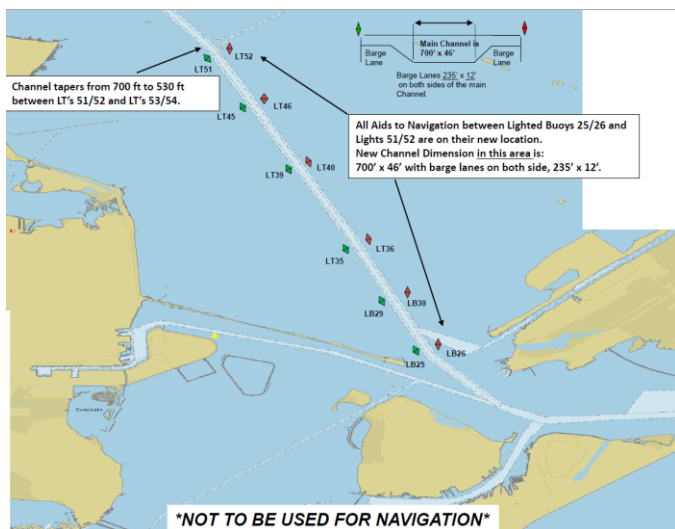 Main Channel is
700' x 46'
Barge
Lane
Barge
Lane
Barge Lanes 235' x 12'
on both sides of the main
Channel.
LT52
LT51
Channel tapers from 700 ft to 530 ft
between LT's 51/52 and LT's 53/54.
LT46
LT45
All Aids to Navigation between Lighted Buoys 25/26 and
Lights 51/52 are on their new location.
New Channel Dimension in this area is:
700' x 46' with barge lanes on both side, 235' x 12'.
LT40
LT39
LT36
LT35
LB30
LB29
LB26
LB25
*NOT TO BE USED FOR NAVIGATION*